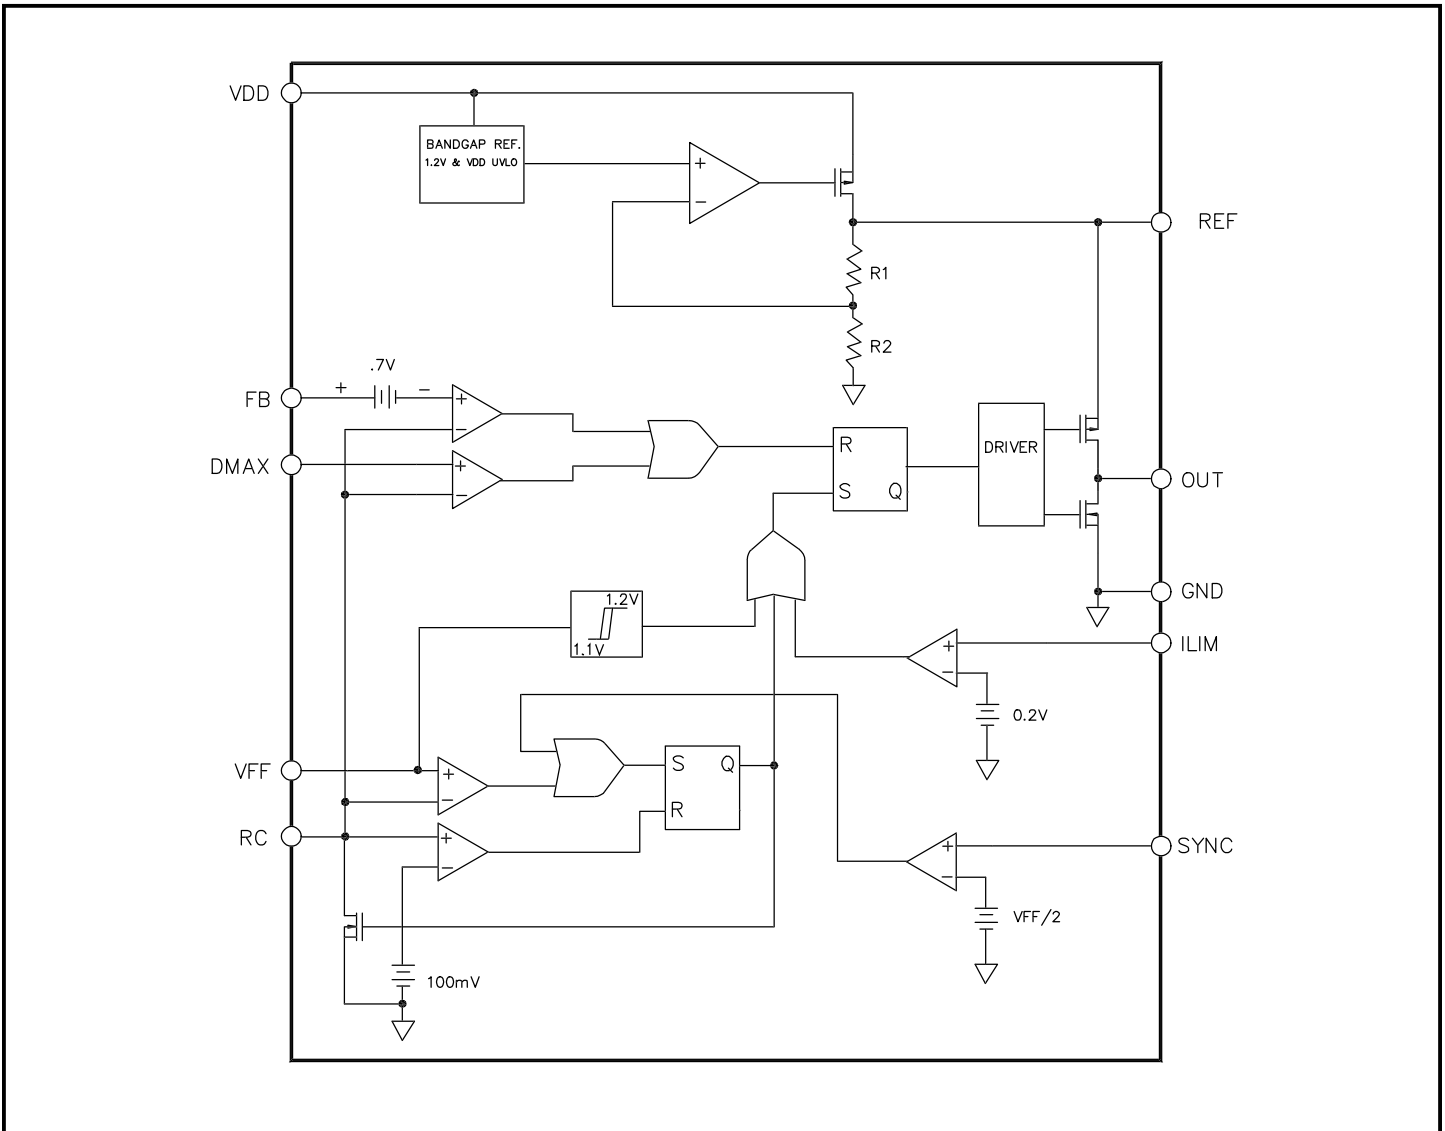 VDD
BANDGAP REF.
1.2V & VDD UVLO
+
−
REF
R1
R2
.7V
+ −
FB
+
−
DMAX
+
−
R
S Q
DRIVER
OUT
1.2V
1.1V
GND
ILIM
+
−
0.2V
VFF
+
−
S Q
R
RC
+
−
SYNC
+
−
VFF/2
100mV